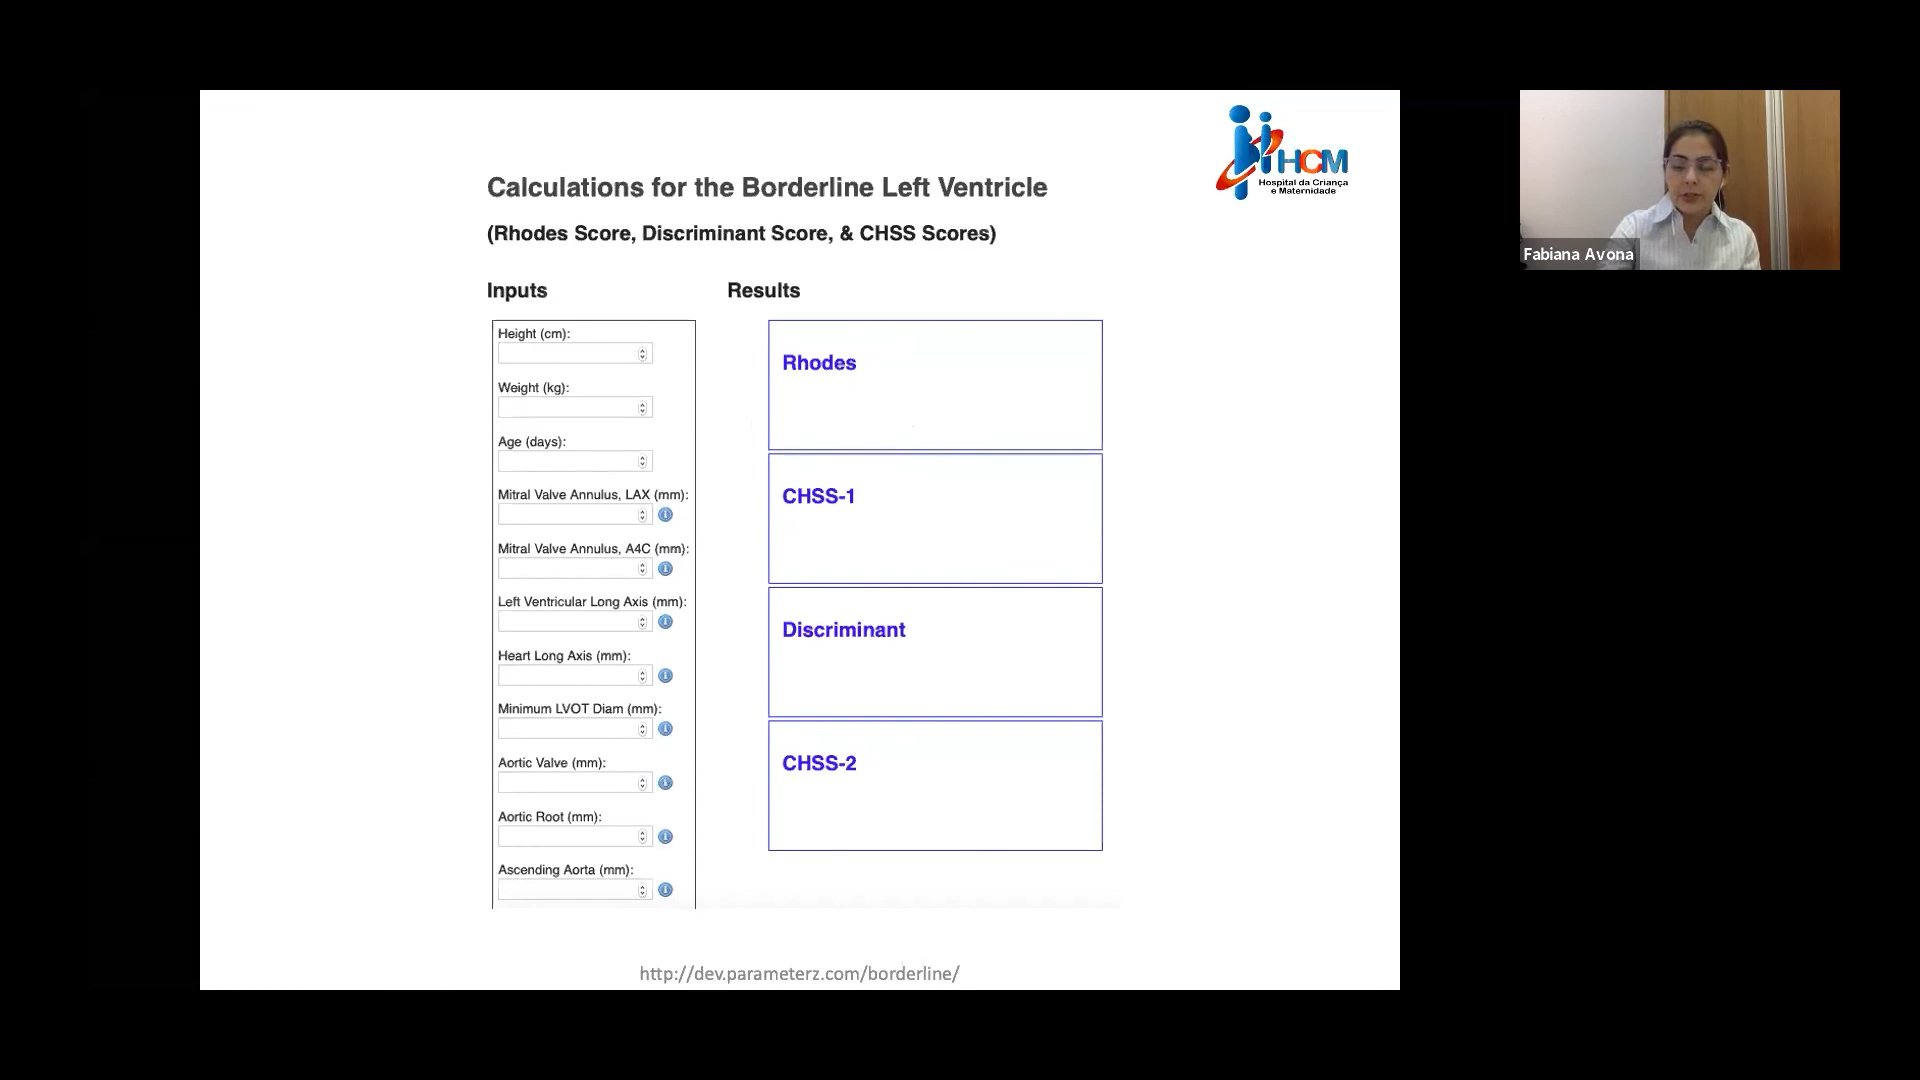 HCM
Hospital da Criança
e Maternidade
Calculations for the Borderline Left Ventricle
(Rhodes Score, Discriminant Score, & CHSS Scores)
Inputs
Results
Height (cm):
Weight (kg):
Age (days):
Mitral Valve Annulus, LAX (mm):
Mitral Valve Annulus, A4C (mm):
Left Ventricular Long Axis (mm):
Heart Long Axis (mm):
Minimum LVOT Diam (mm):
Aortic Valve (mm):
Aortic Root (mm):
Ascending Aorta (mm):
Rhodes
CHSS-1
Discriminant
CHSS-2
http://dev.parameterz.com/borderline/
Fabiana Avona